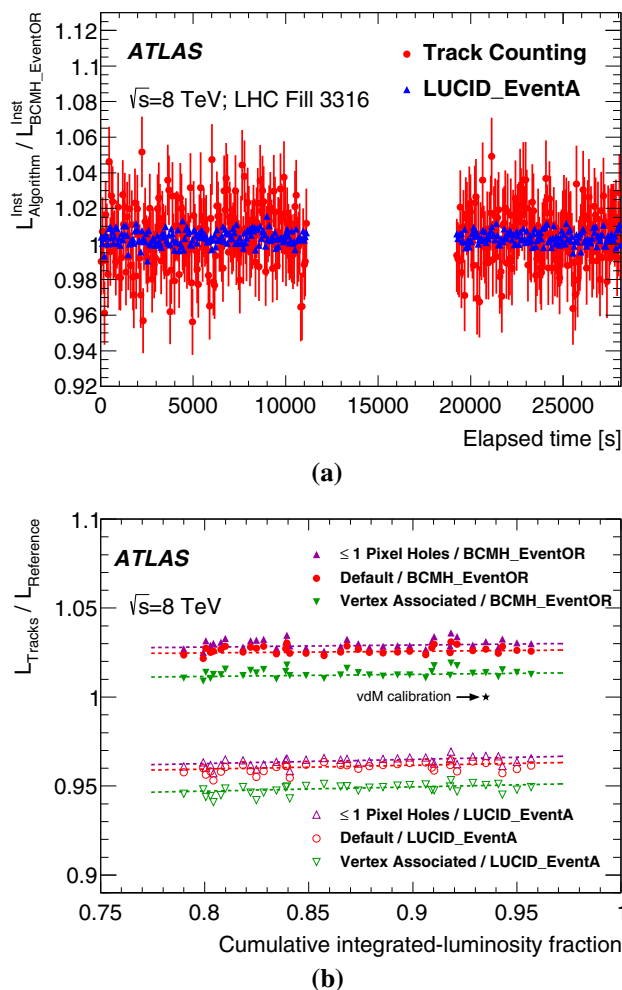 L^Inst_Algorithm / L^Inst_BCMH_EventOR
1.12
1.1
1.08
1.06
1.04
1.02
1
0.98
0.96
0.94
0.92
ATLAS
√s=8 TeV; LHC Fill 3316
Track Counting
LUCID_EventA
0 5000 10000 15000 20000 25000
Elapsed time [s]
(a)
L_Tracks / L_Reference
1.1
1.05
1
0.95
0.9
ATLAS
√s=8 TeV
≤ 1 Pixel Holes / BCMH_EventOR
Default / BCMH_EventOR
Vertex Associated / BCMH_EventOR
vdM calibration
≤ 1 Pixel Holes / LUCID_EventA
Default / LUCID_EventA
Vertex Associated / LUCID_EventA
0.75 0.8 0.85 0.9 0.95 1
Cumulative integrated-luminosity fraction
(b)